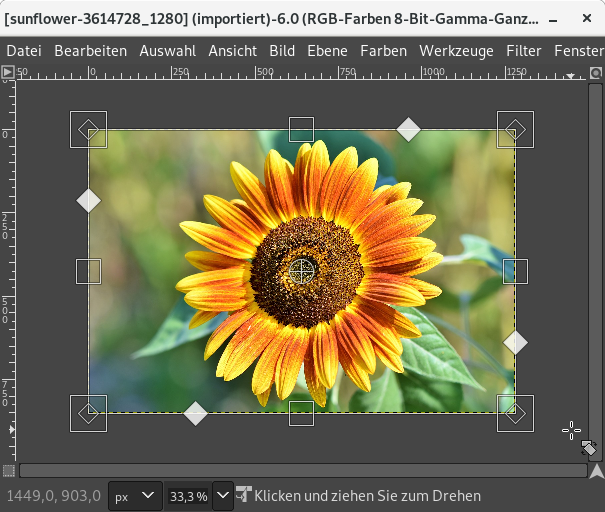 [sunflower-3614728_1280] (importiert)-6.0 (RGB-Farben 8-Bit-Gamma-Ganz...
Datei Bearbeiten Auswahl Ansicht Bild Ebene Farben Werkzeuge Filter Fenster
50 0 250 500 750 1000 1250
0
250
500
750
1449,0, 903,0 px 33,3 % Klicken und ziehen Sie zum Drehen